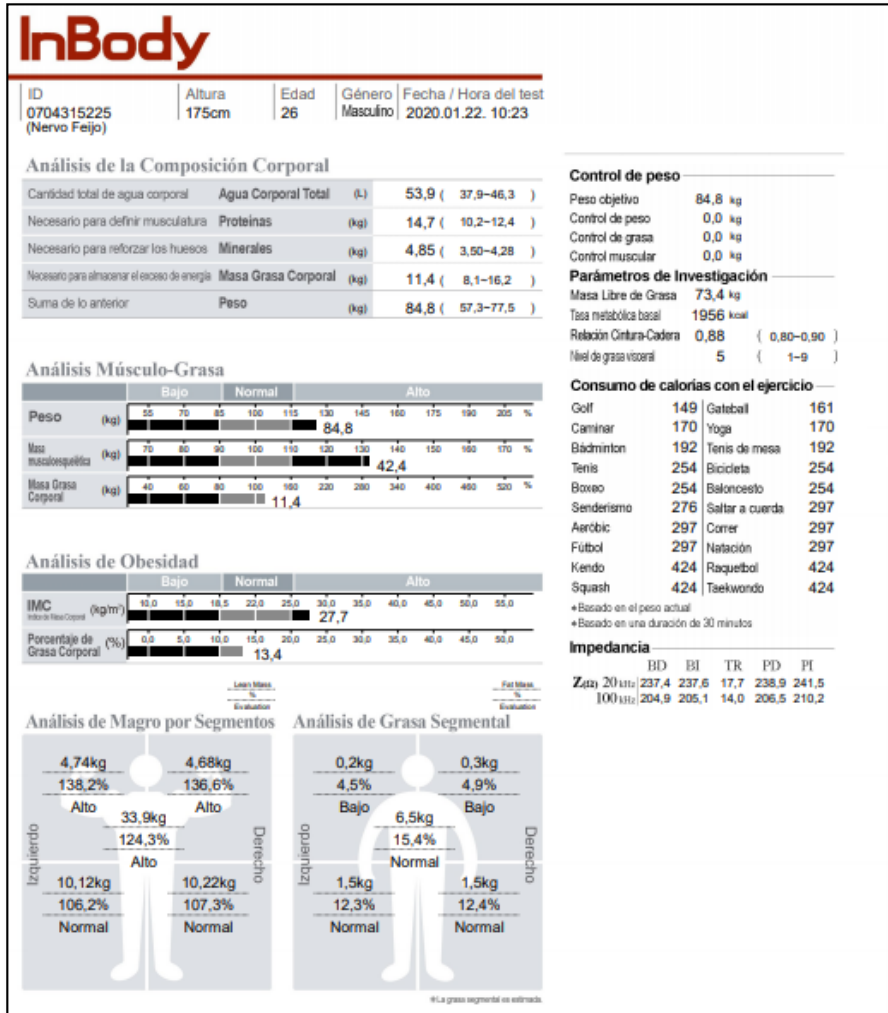 InBody
ID Altura Edad Género Fecha / Hora del test
0704315225 175cm 26 Masculino 2020.01.22. 10:23
(Nervo Feijo)
Análisis de la Composición Corporal
Cantidad total de agua corporal Agua Corporal Total (L) 53,9 ( 37,9~46,3 )
Necesario para definir musculatura Proteinas (kg) 14,7 ( 10,2~12,4 )
Necesario para reforzar los huesos Minerales (kg) 4,85 ( 3,50~4,28 )
Necesario para almacenar el exceso de energía Masa Grasa Corporal (kg) 11,4 ( 8,1~16,2 )
Suma de lo anterior Peso (kg) 84,8 ( 57,3~77,5 )
Análisis Músculo-Grasa
Bajo Normal Alto
Peso (kg) 55 70 85 100 115 130 145 160 175 190 205 %
84,8
Masa musculoesquelética (kg) 70 80 90 100 110 120 130 140 150 160 170 %
42,4
Masa Grasa Corporal (kg) 40 60 80 100 160 220 280 340 400 460 520 %
11,4
Análisis de Obesidad
Bajo Normal Alto
IMC (kg/m²) 10,0 15,0 18,5 22,0 25,0 30,0 35,0 40,0 45,0 50,0 55,0
Indice de Masa Corporal
27,7
Porcentaje de Grasa Corporal (%) 0,0 5,0 10,0 15,0 20,0 25,0 30,0 35,0 40,0 45,0 50,0
13,4
Lean Mass
%
Evaluation
Análisis de Magro por Segmentos
4,74kg 4,68kg
138,2% 136,6%
Alto Alto
33,9kg
124,3%
Alto
Izquierdo Derecho
10,12kg 10,22kg
106,2% 107,3%
Normal Normal
Fat Mass
%
Evaluation
Análisis de Grasa Segmental
0,2kg 0,3kg
4,5% 4,9%
Bajo Bajo
6,5kg
15,4%
Normal
Izquierdo Derecho
1,5kg 1,5kg
12,3% 12,4%
Normal Normal
*La grasa segmental es estimada.
Control de peso
Peso objetivo 84,8 kg
Control de peso 0,0 kg
Control de grasa 0,0 kg
Control muscular 0,0 kg
Parámetros de Investigación
Masa Libre de Grasa 73,4 kg
Tasa metabólica basal 1956 kcal
Relación Cintura-Cadera 0,88 ( 0,80~0,90 )
Nivel de grasa visceral 5 ( 1~9 )
Consumo de calorías con el ejercicio
Golf 149 Gateball 161
Caminar 170 Yoga 170
Bádminton 192 Tenis de mesa 192
Tenis 254 Bicicleta 254
Boxeo 254 Baloncesto 254
Senderismo 276 Saltar a cuerda 297
Aeróbic 297 Correr 297
Fútbol 297 Natación 297
Kendo 424 Raquetbol 424
Squash 424 Taekwondo 424
*Basado en el peso actual
*Basado en una duración de 30 minutos
Impedancia
BD BI TR PD PI
Z(Ω) 20 kHz 237,4 237,6 17,7 238,9 241,5
100 kHz 204,9 205,1 14,0 206,5 210,2